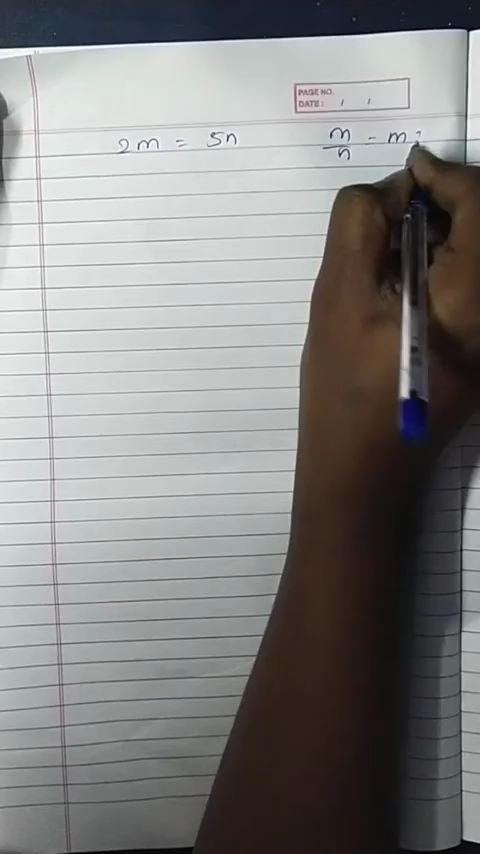 PAGE NO.
DATE : / /
2m = 5n
m/n = m